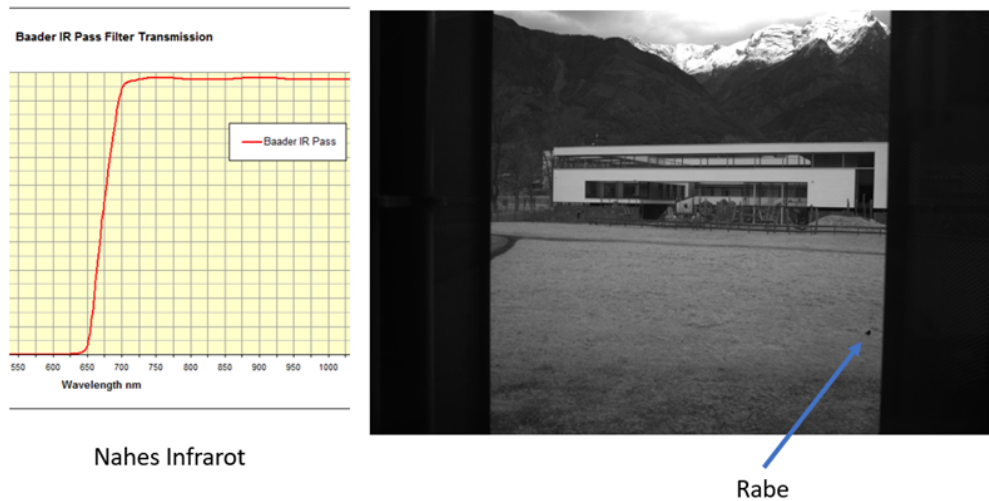 Baader IR Pass Filter Transmission
Baader IR Pass
550 600 650 700 750 800 850 900 950 1000
Wavelength nm
Nahes Infrarot
Rabe